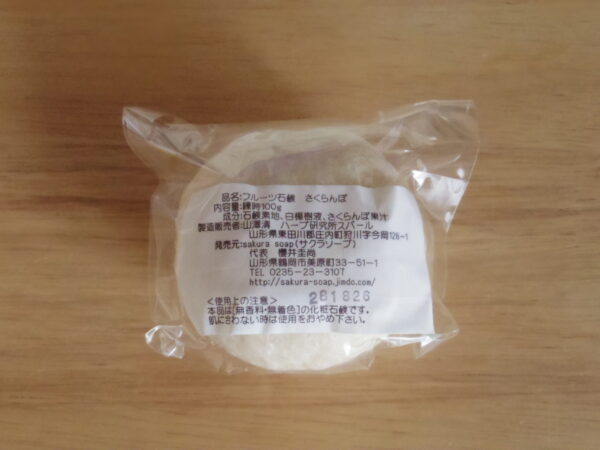 品名:フルーツ石鹸　さくらんぼ
内容量:標準100g
成分:石鹸素地、白樺樹液、さくらんぼ果汁
製造販売者:山澤清　ハーブ研究所スパール
山形県東田川郡庄内町狩川字今岡128-1
発売元:sakura soap(サクラソープ)
代表　櫻井圭尚
山形県鶴岡市美原町33-51-1
TEL 0235-23-3107
http://sakura-soap.jimdo.com/
281826
<使用上の注意>
本品は[無香料・無着色]の化粧石鹸です。
肌に合わない時は使用をおやめ下さい。